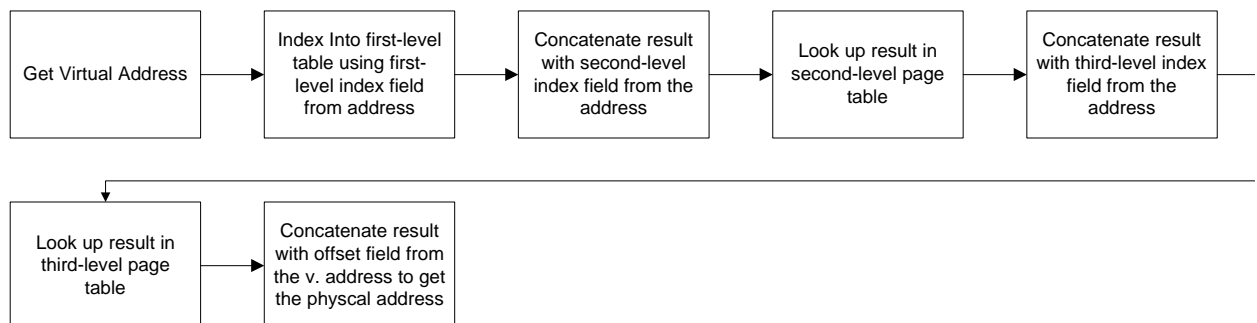 Get Virtual Address
Index Into first-level
table using first-
level index field
from address
Concatenate result
with second-level
index field from the
address
Look up result in
second-level page
table
Concatenate result
with third-level index
field from the
address
Look up result in
third-level page
table
Concatenate result
with offset field from
the v. address to get
the physcal address